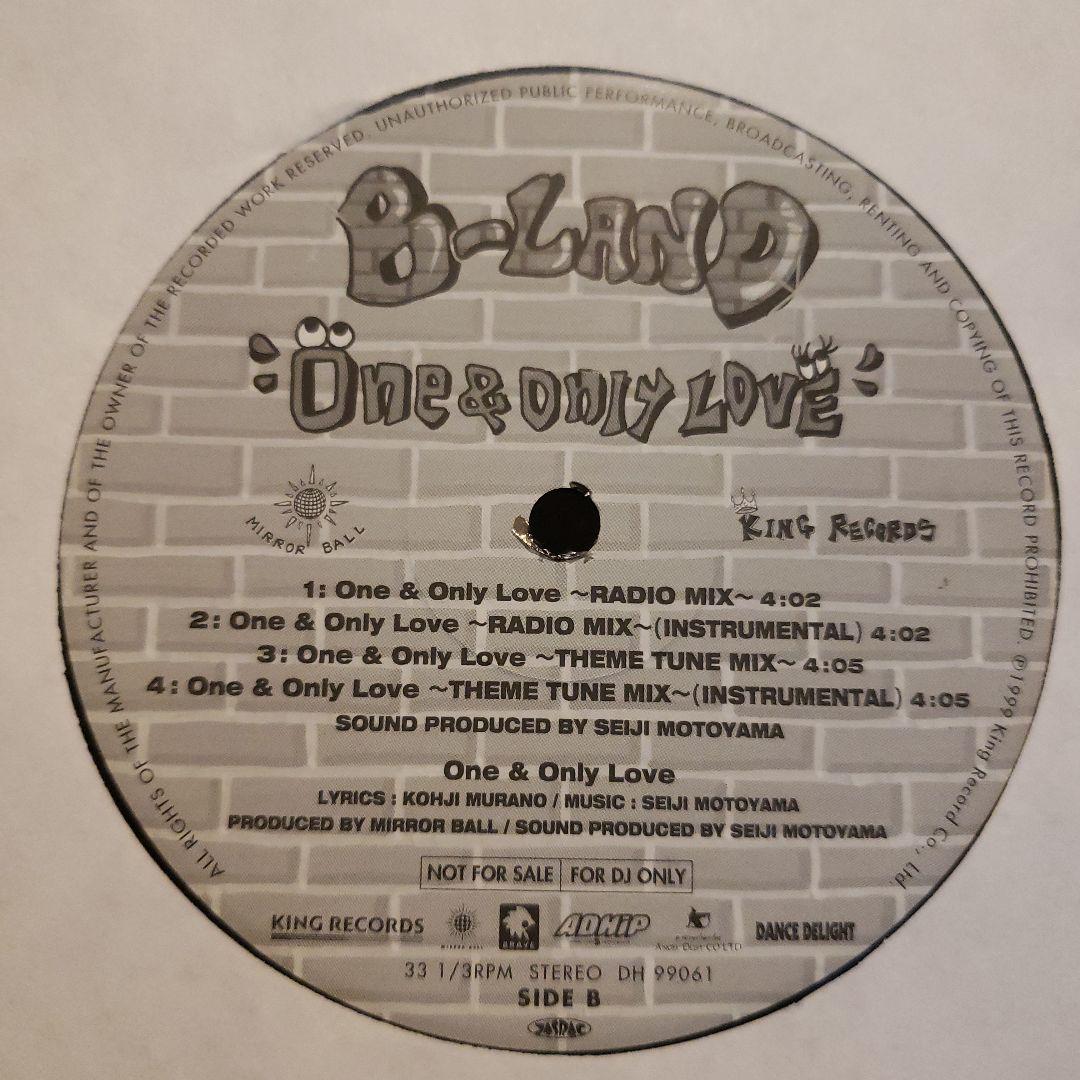 ALL RIGHTS OF THE MANUFACTURER AND OF THE OWNER OF THE RECORDED WORK RESERVED. UNAUTHORIZED PUBLIC PERFORMANCE, BROADCASTING, RENTING AND COPYING OF THIS RECORD PROHIBITED. ℗1999 King Record Co., Ltd.
B-LAND
One & Only Love
MIRROR BALL
KING RECORDS
1: One & Only Love ~RADIO MIX~ 4:02
2: One & Only Love ~RADIO MIX~(INSTRUMENTAL) 4:02
3: One & Only Love ~THEME TUNE MIX~ 4:05
4: One & Only Love ~THEME TUNE MIX~(INSTRUMENTAL) 4:05
SOUND PRODUCED BY SEIJI MOTOYAMA
One & Only Love
LYRICS : KOHJI MURANO / MUSIC : SEIJI MOTOYAMA
PRODUCED BY MIRROR BALL / SOUND PRODUCED BY SEIJI MOTOYAMA
NOT FOR SALE FOR DJ ONLY
KING RECORDS MIRROR BALL BRAVE ADHIP DANCE DELIGHT
33 1/3RPM STEREO DH 99061
SIDE B
JASRAC